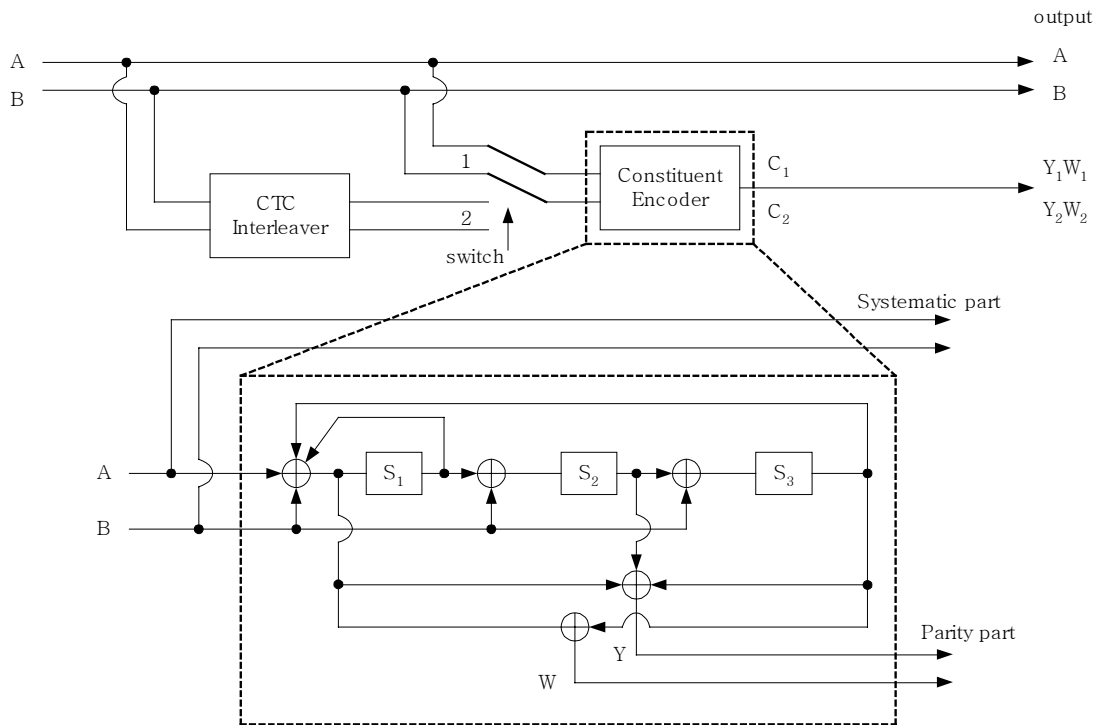 output
A
A
B
B
1
2
switch
CTC
Interleaver
Constituent
Encoder
C₁
C₂
Y₁W₁
Y₂W₂
Systematic part
A
B
S₁
S₂
S₃
Y
W
Parity part